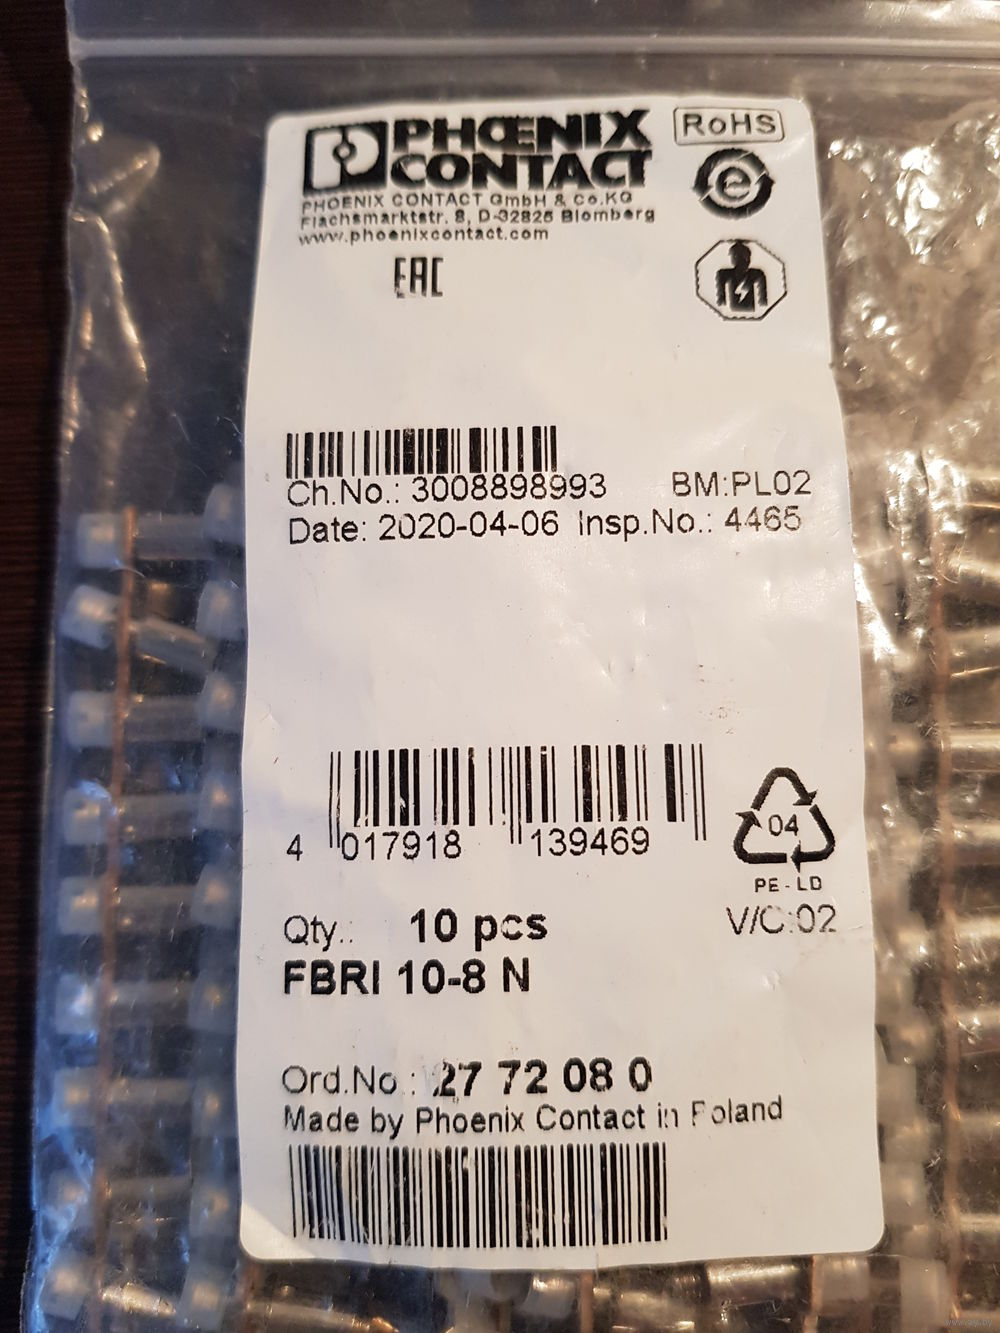 PHŒNIX
CONTACT
RoHS
e
PHOENIX CONTACT GmbH & Co.KG
Flachsmarktstr. 8, D-32825 Blomberg
www.phoenixcontact.com
EAC
Ch.No.: 3008898993 BM:PL02
Date: 2020-04-06 Insp.No.: 4465
4 017918 139469
04
PE-LD
Qty.: 10 pcs V/C:02
FBRI 10-8 N
Ord.No.: 27 72 08 0
Made by Phoenix Contact in Poland